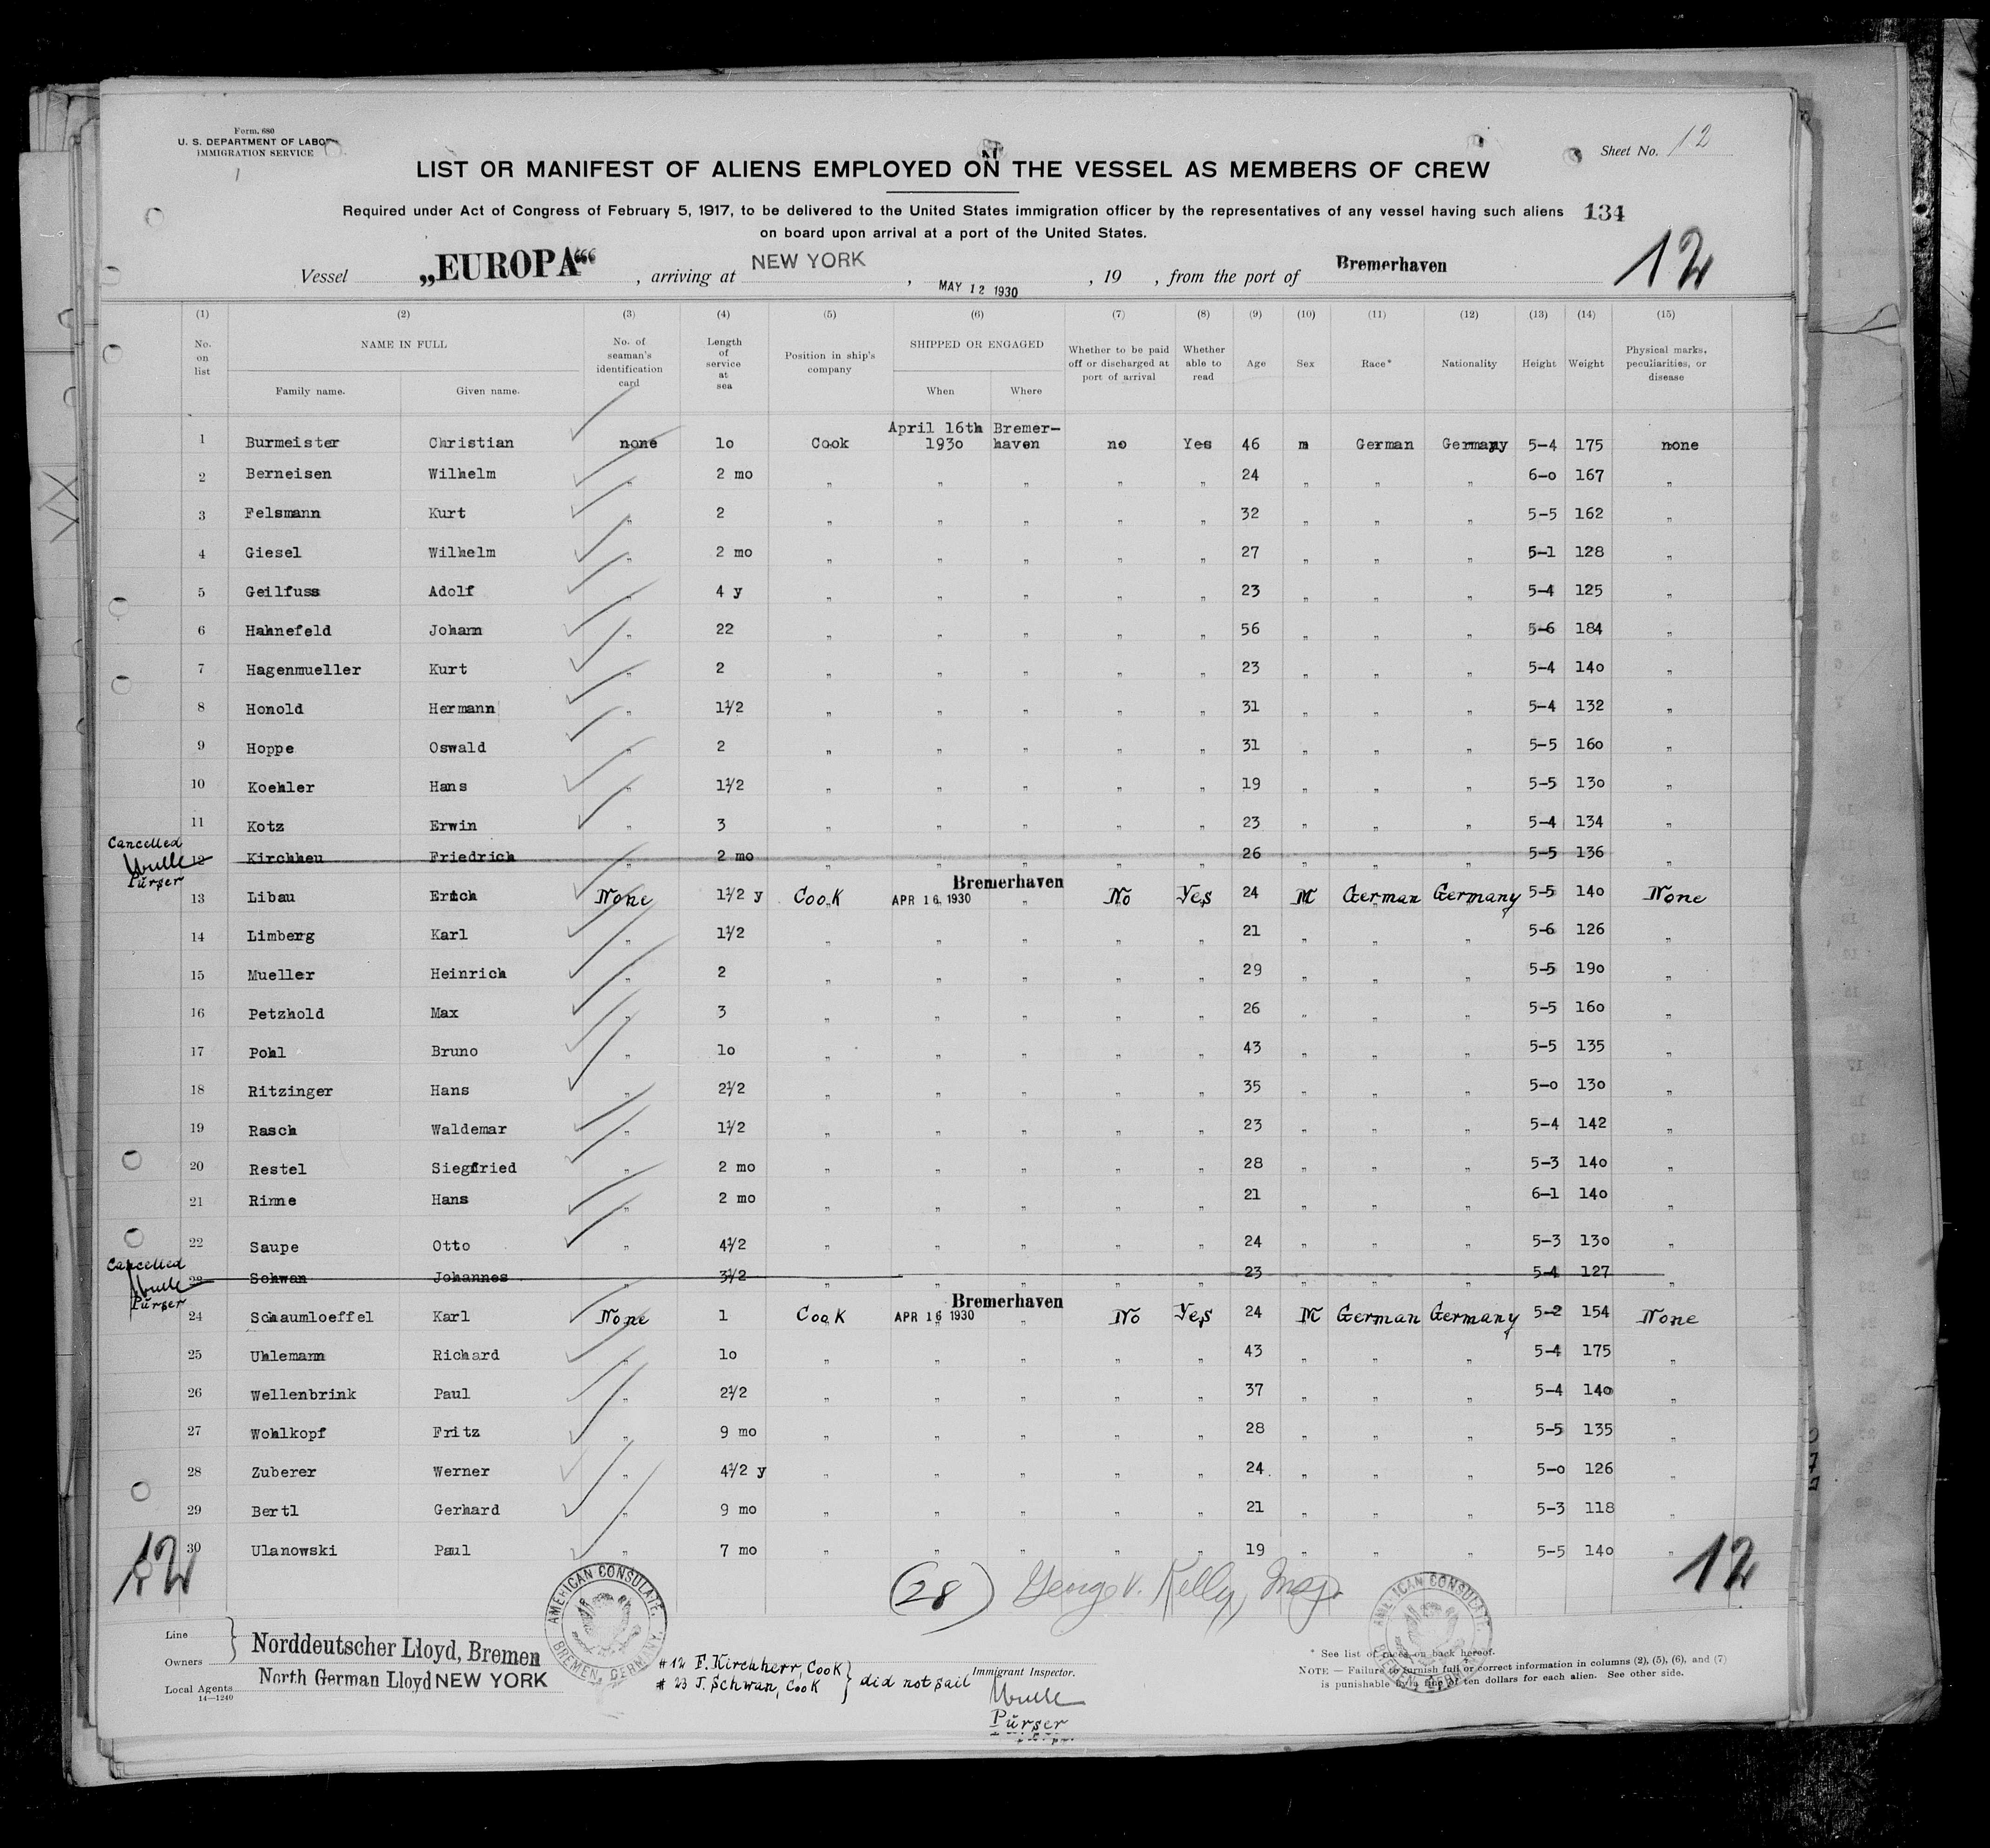 Form. 680
U. S. DEPARTMENT OF LABOR
IMMIGRATION SERVICE
Sheet No. 12
LIST OR MANIFEST OF ALIENS EMPLOYED ON THE VESSEL AS MEMBERS OF CREW
Required under Act of Congress of February 5, 1917, to be delivered to the United States immigration officer by the representatives of any vessel having such aliens 134
on board upon arrival at a port of the United States.
Vessel „EUROPA“ , arriving at NEW YORK , MAY 12 1930 , 19 , from the port of Bremerhaven 12
(1) (2) (3) (4) (5) (6) (7) (8) (9) (10) (11) (12) (13) (14) (15)
No. on list NAME IN FULL Family name. Given name. No. of seaman's identification card Length of service at sea Position in ship's company SHIPPED OR ENGAGED When Where Whether to be paid off or discharged at port of arrival Whether able to read Age Sex Race* Nationality Height Weight Physical marks, peculiarities, or disease
1 Burmeister Christian none 10 Cook April 16th 1930 Bremer-haven no Yes 46 m German Germany 5-4 175 none
2 Berneisen Wilhelm „ 2 mo „ „ „ „ „ 24 „ „ „ 6-0 167 „
3 Felsmann Kurt „ 2 „ „ „ „ „ 32 „ „ „ 5-5 162 „
4 Giesel Wilhelm „ 2 mo „ „ „ „ „ 27 „ „ „ 5-1 128 „
5 Geilfuss Adolf „ 4 y „ „ „ „ „ 23 „ „ „ 5-4 125 „
6 Hahnefeld Johann „ 22 „ „ „ „ „ 56 „ „ „ 5-6 184 „
7 Hagenmueller Kurt „ 2 „ „ „ „ „ 23 „ „ „ 5-4 140 „
8 Honold Hermann „ 1½ „ „ „ „ „ 31 „ „ „ 5-4 132 „
9 Hoppe Oswald „ 2 „ „ „ „ „ 31 „ „ „ 5-5 160 „
10 Koehler Hans „ 1½ „ „ „ „ „ 19 „ „ „ 5-5 130 „
11 Kotz Erwin „ 3 „ „ „ „ „ 23 „ „ „ 5-4 134 „
Cancelled
12 Kirchheu Friedrich „ 2 mo „ „ „ „ „ 26 „ „ „ 5-5 136 „
Purser
13 Libau Erich None 1½ y Cook APR 16 1930 Bremerhaven No Yes 24 M German Germany 5-5 140 None
14 Limberg Karl „ 1½ „ „ „ „ „ 21 „ „ „ 5-6 126 „
15 Mueller Heinrich „ 2 „ „ „ „ „ 29 „ „ „ 5-5 190 „
16 Petzhold Max „ 3 „ „ „ „ „ 26 „ „ „ 5-5 160 „
17 Pohl Bruno „ 10 „ „ „ „ „ 43 „ „ „ 5-5 135 „
18 Ritzinger Hans „ 2½ „ „ „ „ „ 35 „ „ „ 5-0 130 „
19 Rasch Waldemar „ 1½ „ „ „ „ „ 23 „ „ „ 5-4 142 „
20 Restel Siegfried „ 2 mo „ „ „ „ „ 28 „ „ „ 5-3 140 „
21 Rinne Hans „ 2 mo „ „ „ „ „ 21 „ „ „ 6-1 140 „
22 Saupe Otto „ 4½ „ „ „ „ „ 24 „ „ „ 5-3 130 „
Cancelled
23 Schwan Johannes „ 3½ „ „ „ „ „ 23 „ „ „ 5-4 127 „
Purser
24 Schaumloeffel Karl None 1 Cook APR 16 1930 Bremerhaven No Yes 24 M German Germany 5-2 154 None
25 Uhlemann Richard „ 10 „ „ „ „ „ 43 „ „ „ 5-4 175 „
26 Wellenbrink Paul „ 2½ „ „ „ „ „ 37 „ „ „ 5-4 140 „
27 Wohlkopf Fritz „ 9 mo „ „ „ „ „ 28 „ „ „ 5-5 135 „
28 Zuberer Werner „ 4½ y „ „ „ „ „ 24 „ „ „ 5-0 126 „
29 Bertl Gerhard „ 9 mo „ „ „ „ „ 21 „ „ „ 5-3 118 „
30 Ulanowski Paul „ 7 mo „ „ „ „ „ 19 „ „ „ 5-5 140 „
12 (28) George V. Kelly, Insp. 12
AMERICAN CONSULATE, BREMEN, GERMANY.
AMERICAN CONSULATE, BREMEN, GERMANY.
Line
Owners
Norddeutscher Lloyd, Bremen
Local Agents North German Lloyd NEW YORK
14—1240
#12 F. Kirchherr, Cook
#23 J. Schwan, Cook } did not sail
Immigrant Inspector.
Purser
* See list of races on back hereof.
NOTE — Failure to furnish full or correct information in columns (2), (5), (6), and (7)
is punishable by a fine of ten dollars for each alien. See other side.